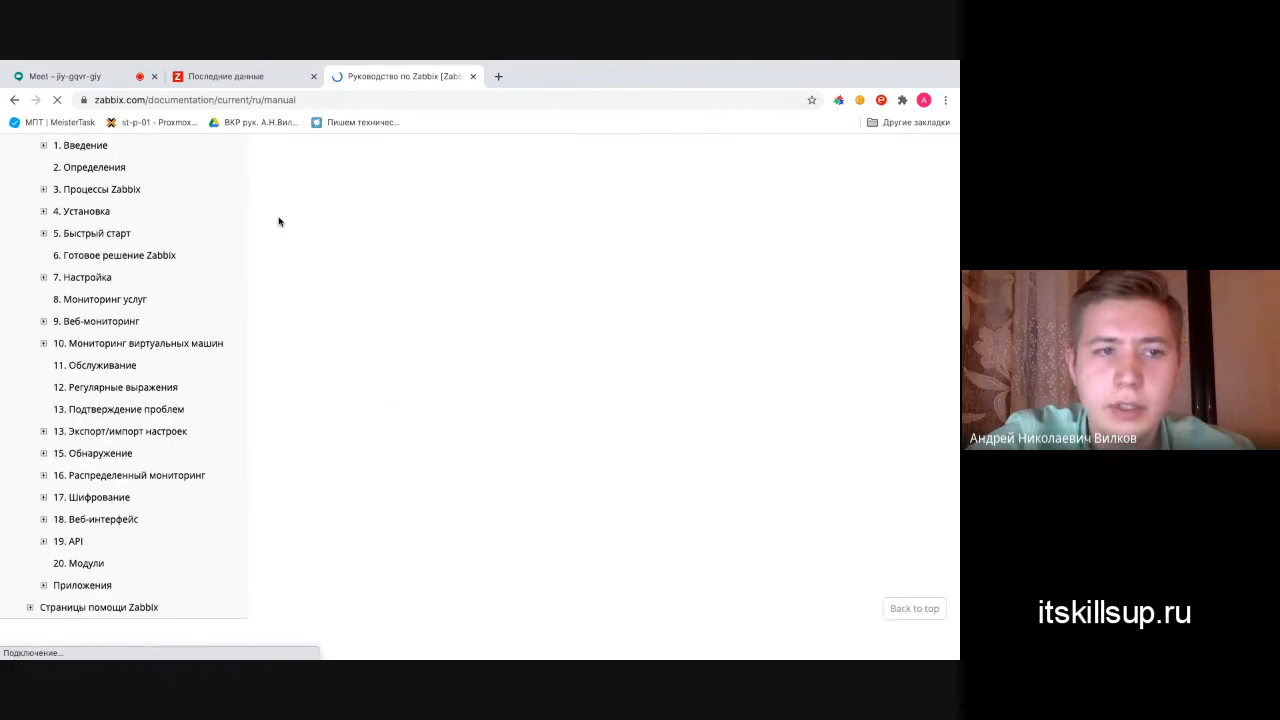 Meet – jiy-gqvr-giy
Последние данные
Руководство по Zabbix [Zabb
zabbix.com/documentation/current/ru/manual
МПТ | MeisterTask
st-p-01 - Proxmox...
ВКР рук. А.Н.Вил...
Пишем техничес...
Другие закладки
1. Введение
2. Определения
3. Процессы Zabbix
4. Установка
5. Быстрый старт
6. Готовое решение Zabbix
7. Настройка
8. Мониторинг услуг
9. Веб-мониторинг
10. Мониторинг виртуальных машин
11. Обслуживание
12. Регулярные выражения
13. Подтверждение проблем
13. Экспорт/импорт настроек
15. Обнаружение
16. Распределенный мониторинг
17. Шифрование
18. Веб-интерфейс
19. API
20. Модули
Приложения
Страницы помощи Zabbix
Back to top
Подключение...
Андрей Николаевич Вилков
itskillsup.ru